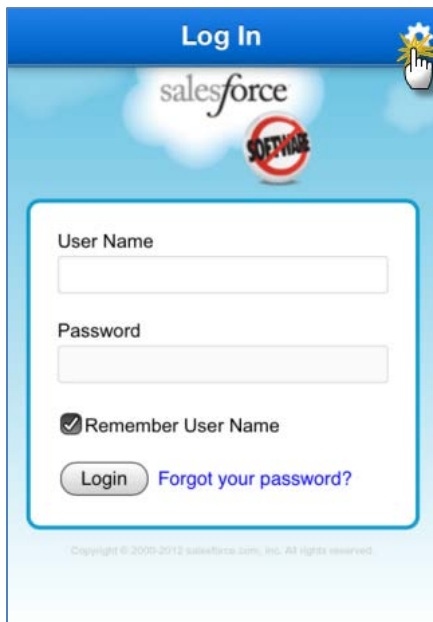 Log In
salesforce
SOFTWARE
User Name
Password
Remember User Name
Login Forgot your password?
Copyright © 2000-2012 salesforce.com, inc. All rights reserved.